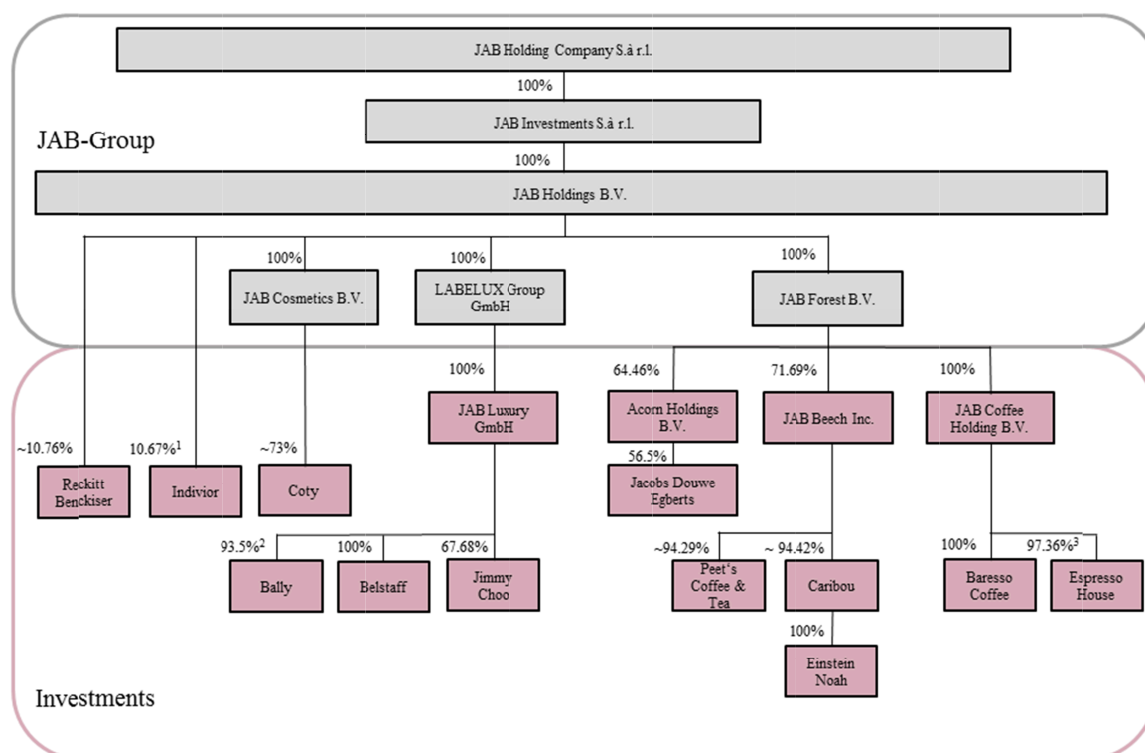 JAB Holding Company S.à r.l.
100%
JAB Investments S.à r.l.
JAB-Group
100%
JAB Holdings B.V.
100%
100%
100%
JAB Cosmetics B.V.
LABELUX Group
GmbH
JAB Forest B.V.
100%
64.46%
71.69%
100%
JAB Luxury
GmbH
Acorn Holdings
B.V.
JAB Beech Inc.
JAB Coffee
Holding B.V.
~10.76%
10.67%1
~73%
56.5%
Reckitt
Benckiser
Indivior
Coty
Jacobs Douwe
Egberts
93.5%2
100%
67.68%
~94.29%
~ 94.42%
100%
97.36%3
Bally
Belstaff
Jimmy
Choo
Peet's
Coffee &
Tea
Caribou
Baresso
Coffee
Espresso
House
100%
Einstein
Noah
Investments